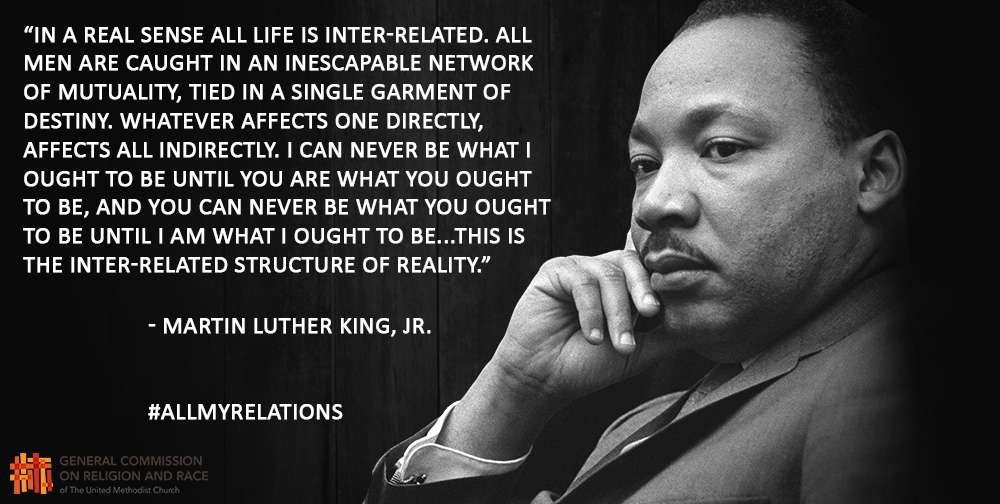 “IN A REAL SENSE ALL LIFE IS INTER-RELATED. ALL
MEN ARE CAUGHT IN AN INESCAPABLE NETWORK
OF MUTUALITY, TIED IN A SINGLE GARMENT OF
DESTINY. WHATEVER AFFECTS ONE DIRECTLY,
AFFECTS ALL INDIRECTLY. I CAN NEVER BE WHAT I
OUGHT TO BE UNTIL YOU ARE WHAT YOU OUGHT
TO BE, AND YOU CAN NEVER BE WHAT YOU OUGHT
TO BE UNTIL I AM WHAT I OUGHT TO BE...THIS IS
THE INTER-RELATED STRUCTURE OF REALITY.”
- MARTIN LUTHER KING, JR.
#ALLMYRELATIONS
GENERAL COMMISSION
ON RELIGION AND RACE
of The United Methodist Church